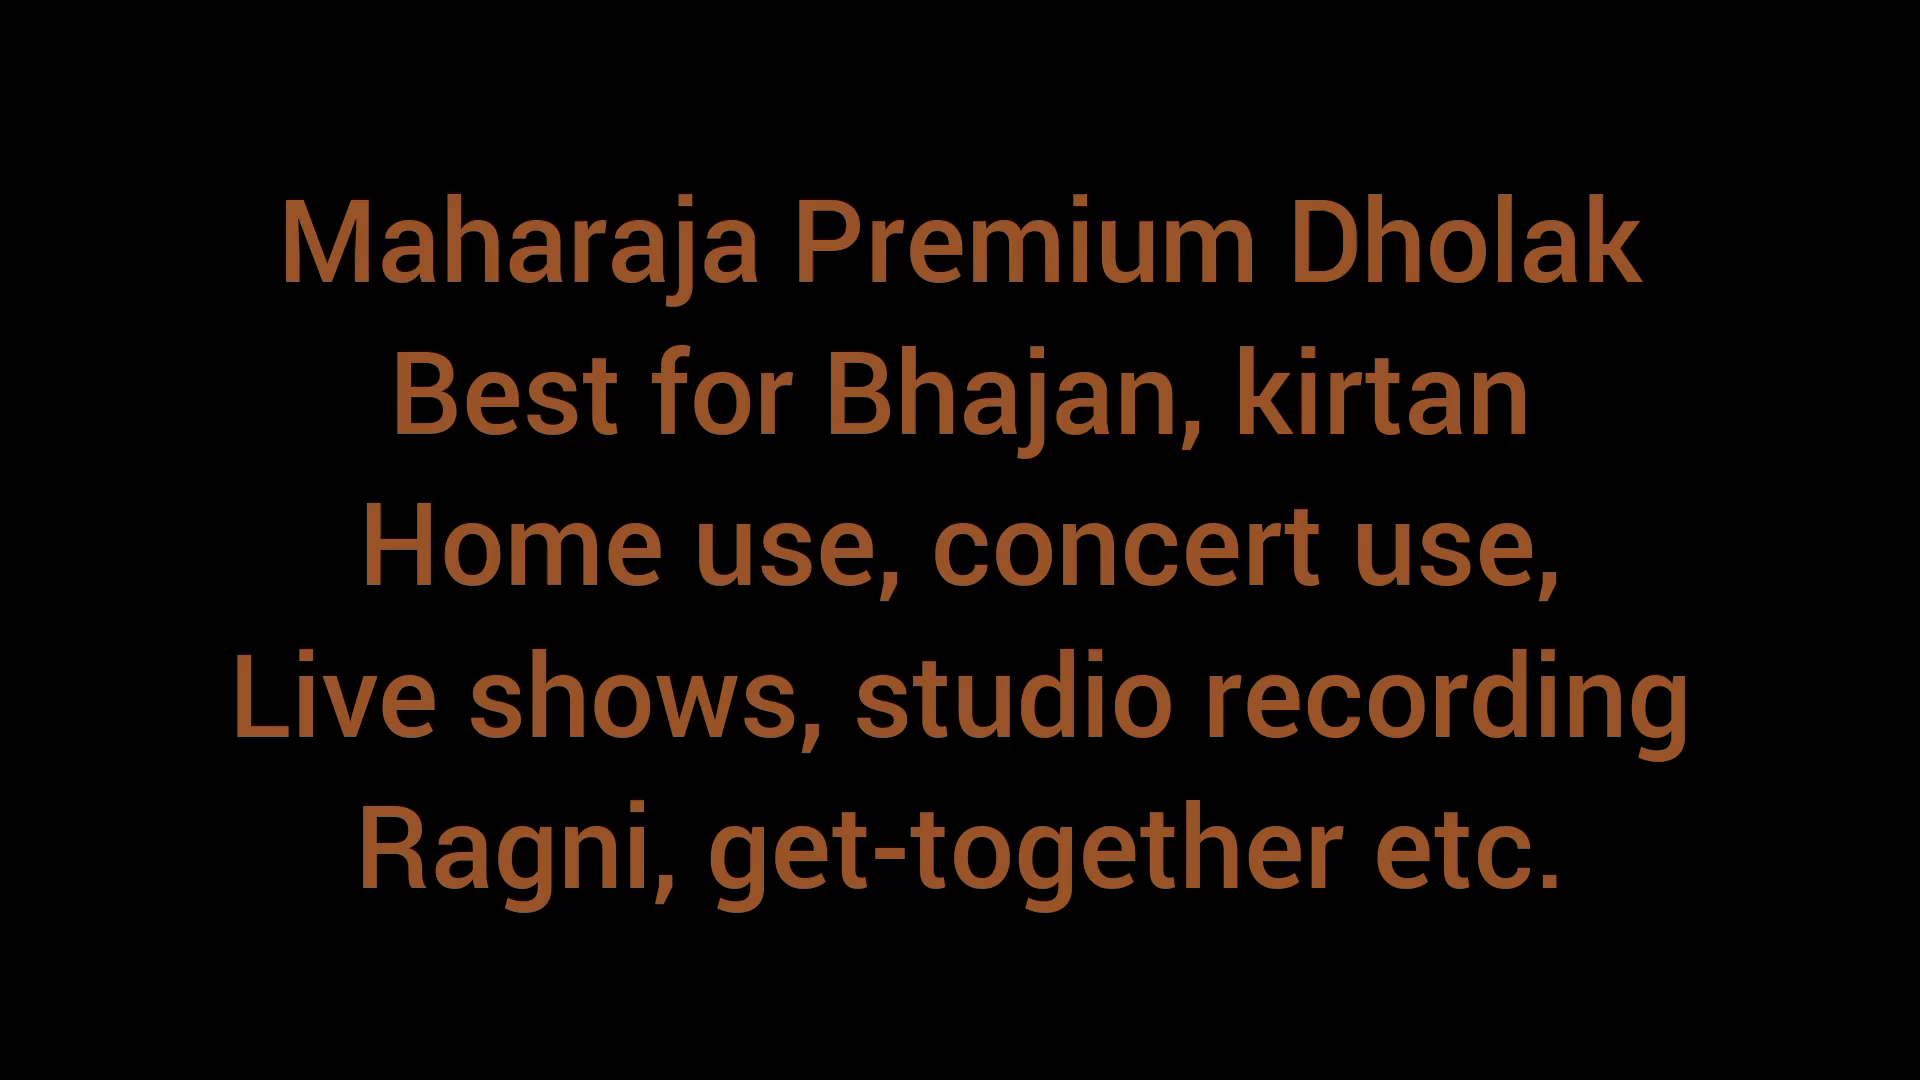 Maharaja Premium Dholak
Best for Bhajan, kirtan
Home use, concert use,
Live shows, studio recording
Ragni, get-together etc.